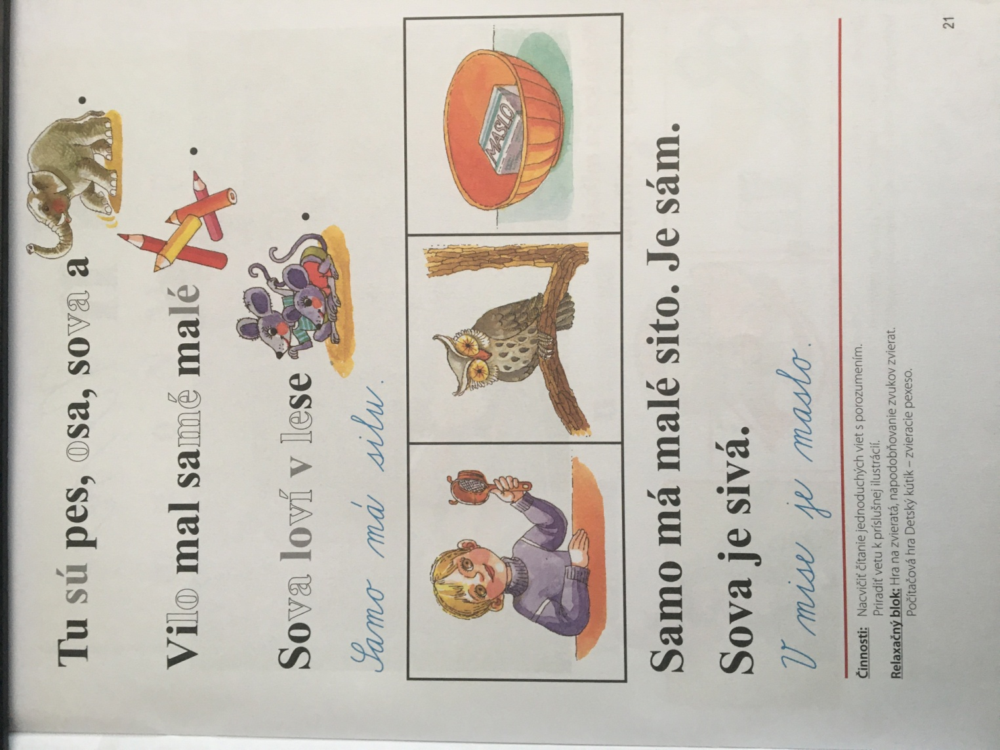 Tu sú pes, osa, sova a .
Vilo mal samé malé .
Sova loví v lese .
Samo má silu.
MASLO
Samo má malé sito. Je sám.
Sova je sivá.
V mise je maslo.
Činnosti: Nacvičiť čítanie jednoduchých viet s porozumením.
Priradiť vetu k príslušnej ilustrácií.
Relaxačný blok: Hra na zvieratá, napodobňovanie zvukov zvierat.
Počítačová hra Detský kútik – zvieracie pexeso.
21